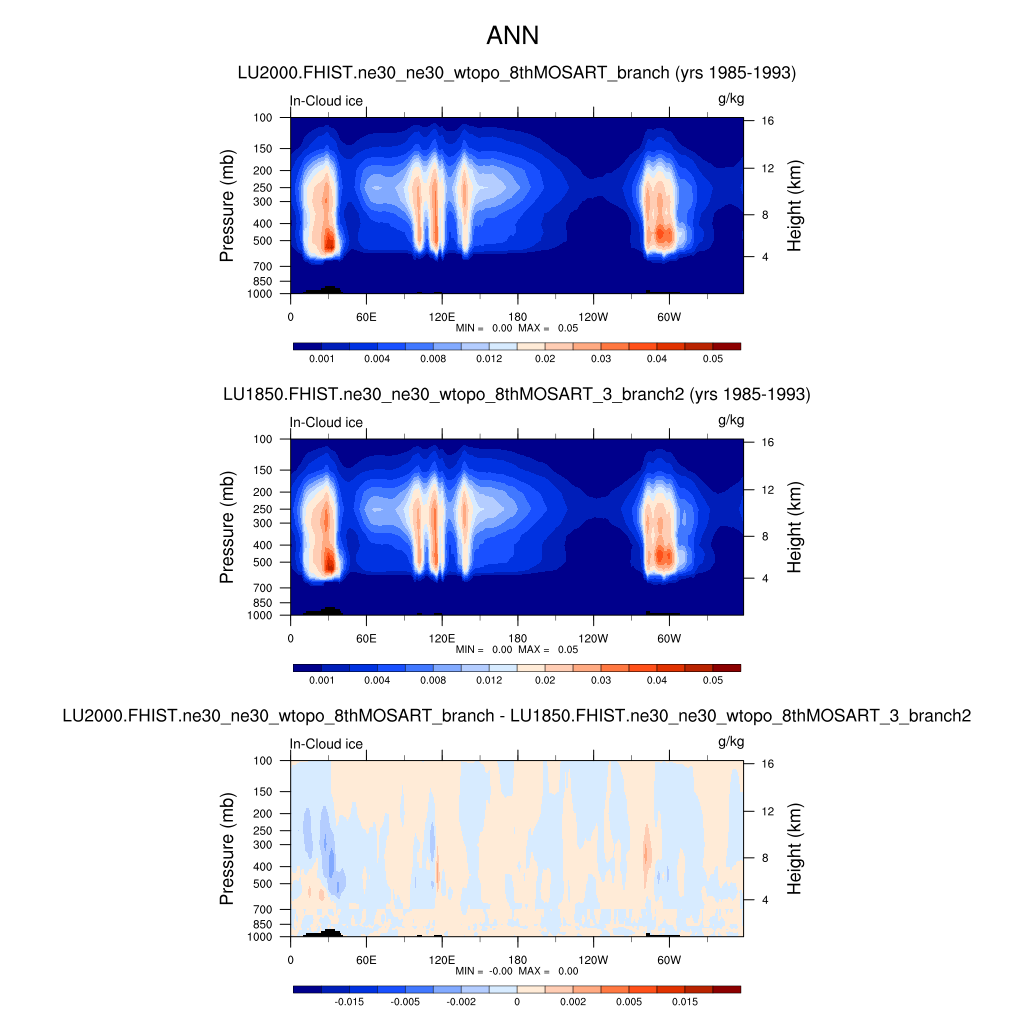 ANN
LU2000.FHIST.ne30_ne30_wtopo_8thMOSART_branch (yrs 1985-1993)
In-Cloud ice
g/kg
Pressure (mb)
100
150
200
250
300
400
500
700
850
1000
16
12
8
4
Height (km)
0 60E 120E 180 120W 60W
MIN = 0.00 MAX = 0.05
0.001 0.004 0.008 0.012 0.02 0.03 0.04 0.05
LU1850.FHIST.ne30_ne30_wtopo_8thMOSART_3_branch2 (yrs 1985-1993)
In-Cloud ice
g/kg
Pressure (mb)
100
150
200
250
300
400
500
700
850
1000
16
12
8
4
Height (km)
0 60E 120E 180 120W 60W
MIN = 0.00 MAX = 0.05
0.001 0.004 0.008 0.012 0.02 0.03 0.04 0.05
LU2000.FHIST.ne30_ne30_wtopo_8thMOSART_branch - LU1850.FHIST.ne30_ne30_wtopo_8thMOSART_3_branch2
In-Cloud ice
g/kg
Pressure (mb)
100
150
200
250
300
400
500
700
850
1000
16
12
8
4
Height (km)
0 60E 120E 180 120W 60W
MIN = -0.00 MAX = 0.00
-0.015 -0.005 -0.002 0 0.002 0.005 0.015